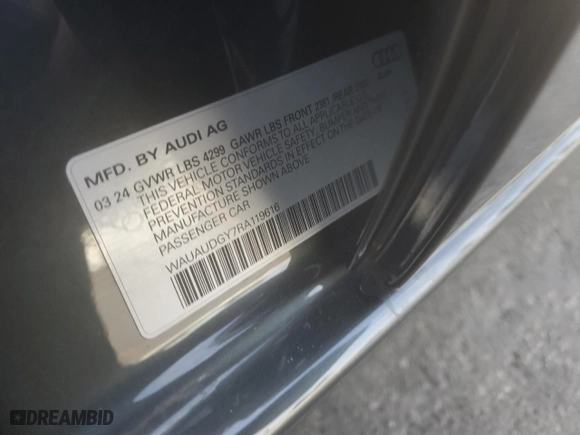 MFD. BY AUDI AG
03 24 GVWR LBS 4299 GAWR LBS FRONT 2381 /REAR
THIS VEHICLE CONFORMS TO ALL APPLICABLE
FEDERAL MOTOR VEHICLE SAFETY, BUMPER AND THEFT
PREVENTION STANDARDS IN EFFECT ON THE DATE OF
MANUFACTURE SHOWN ABOVE
PASSENGER CAR
WAUAUDGY7RA119616
Audi
DREAMBID